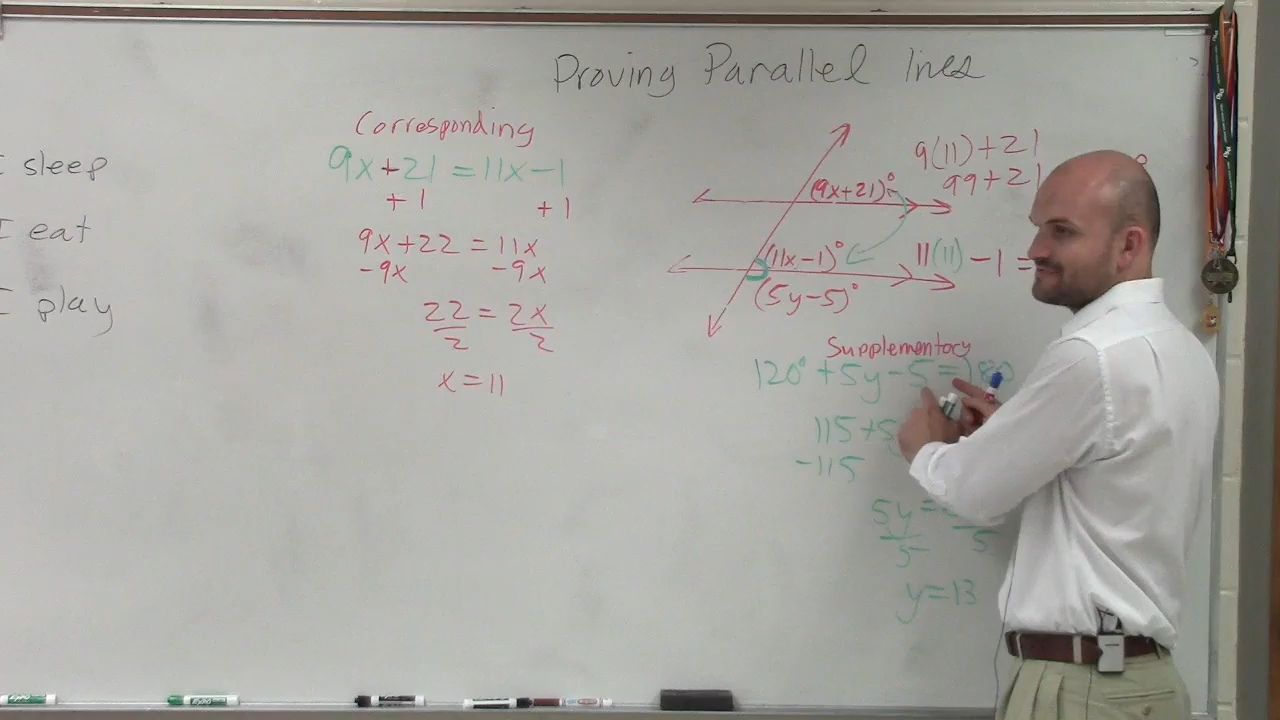 Proving Parallel lines
I sleep
I eat
I play
Corresponding
9x+21 = 11x-1
+1 +1
9x+22 = 11x
-9x -9x
22 = 2x
2 2
x = 11
(9x+21)°
(11x-1)°
(5y-5)°
9(11)+21
99+21
11(11) -1 =
Supplementary
120° + 5y - 5 = 180
115+5y
-115
5y =
5 5
y = 13